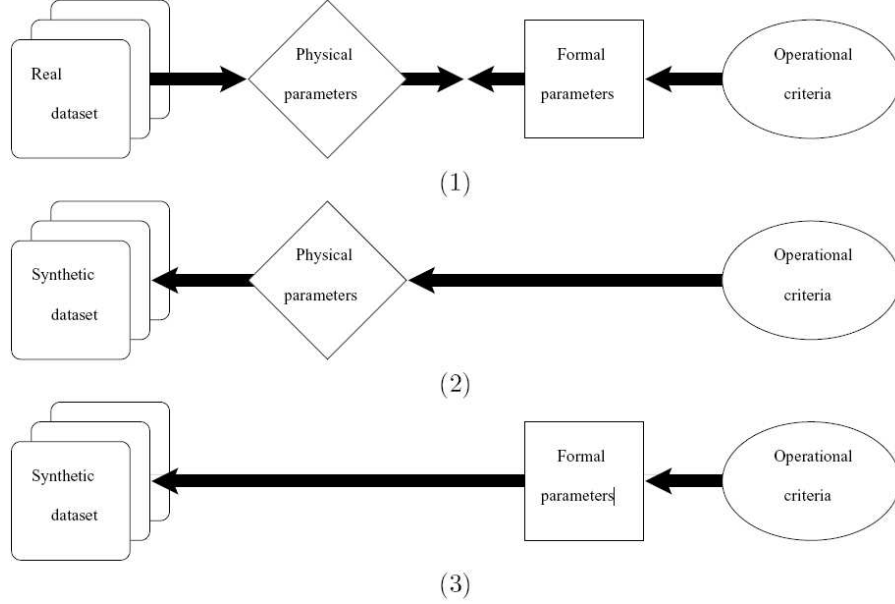 Real
dataset
Physical
parameters
Formal
parameters
Operational
criteria
(1)
Synthetic
dataset
Physical
parameters
Operational
criteria
(2)
Synthetic
dataset
Formal
parameters
Operational
criteria
(3)